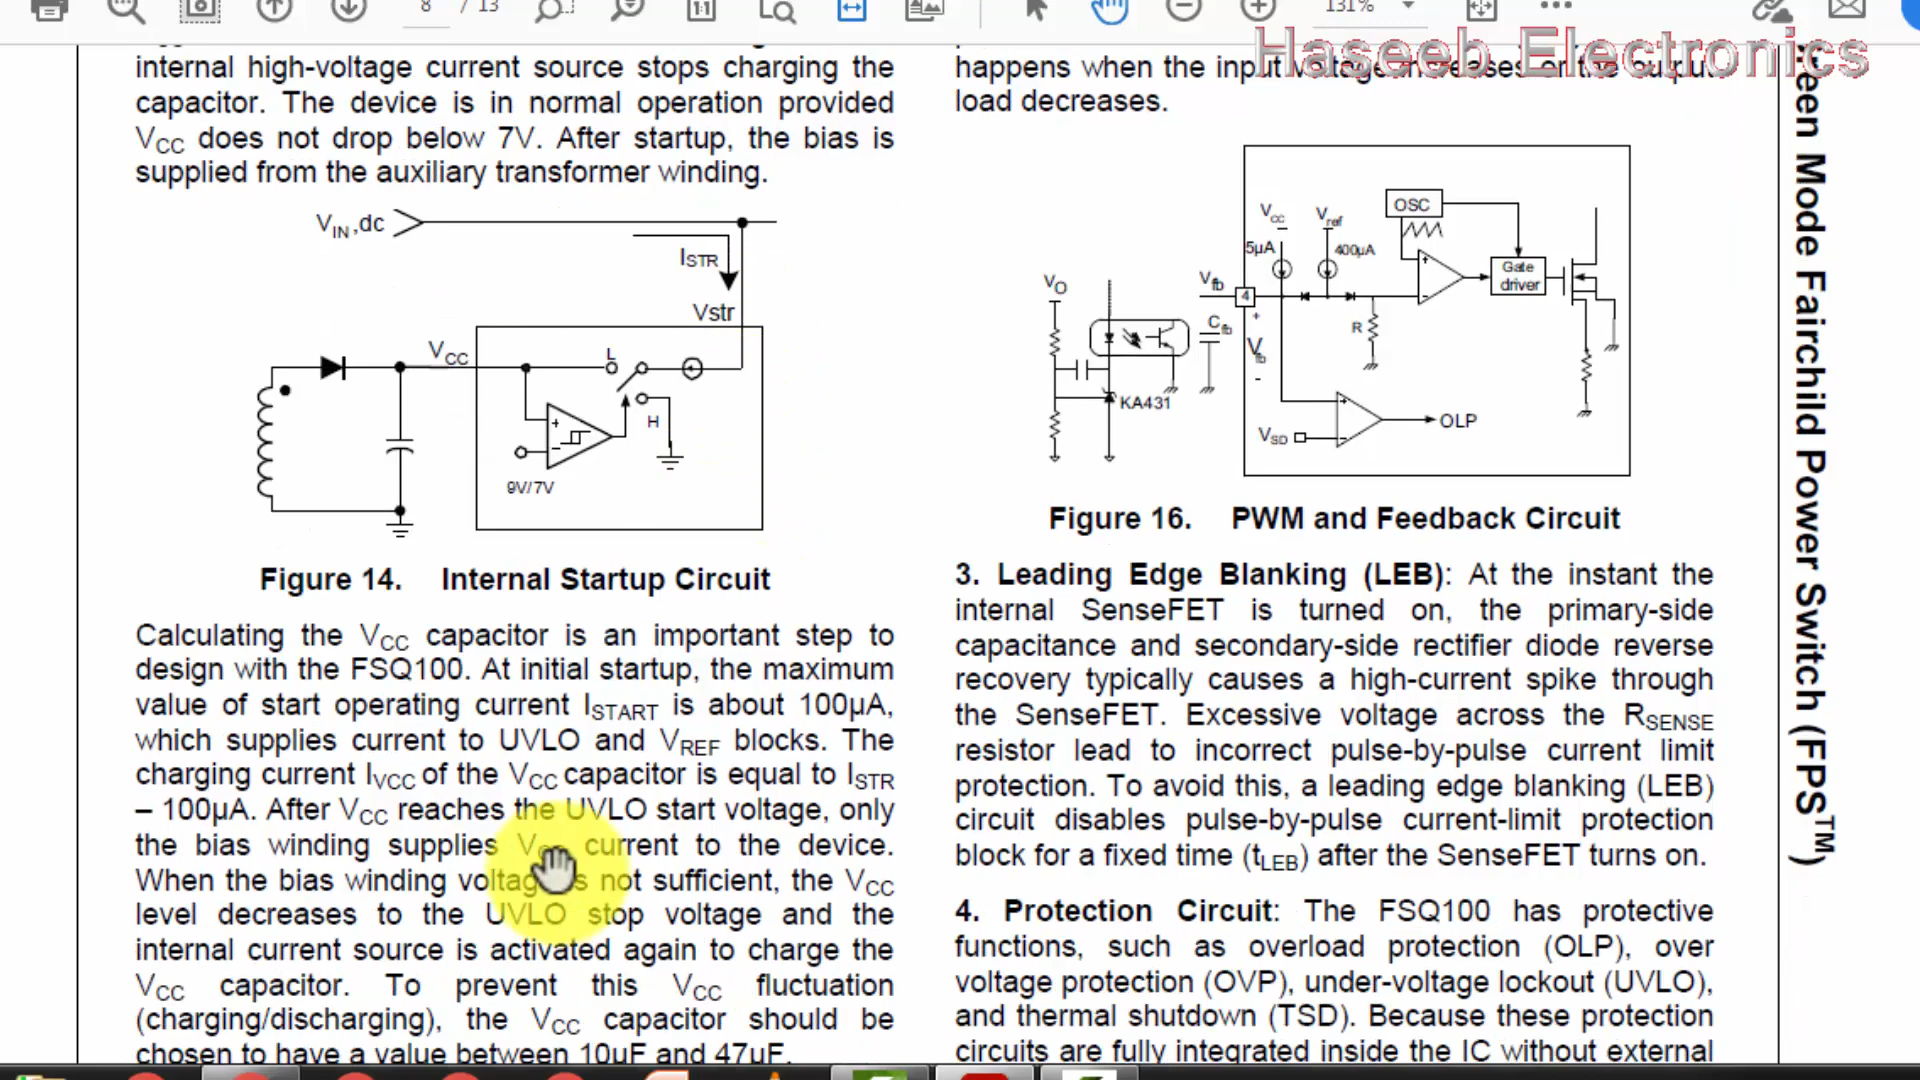 8 / 13
131%
Haseeb Electronics
internal high-voltage current source stops charging the
capacitor. The device is in normal operation provided
VCC does not drop below 7V. After startup, the bias is
supplied from the auxiliary transformer winding.
VIN,dc
ISTR
Vstr
VCC
L
H
9V/7V
Figure 14. Internal Startup Circuit
Calculating the VCC capacitor is an important step to
design with the FSQ100. At initial startup, the maximum
value of start operating current ISTART is about 100µA,
which supplies current to UVLO and VREF blocks. The
charging current IVCC of the VCC capacitor is equal to ISTR
– 100µA. After VCC reaches the UVLO start voltage, only
the bias winding supplies current to the device.
When the bias winding not sufficient, the VCC
level decreases to the UVLO stop voltage and the
internal current source is activated again to charge the
VCC capacitor. To prevent this VCC fluctuation
(charging/discharging), the VCC capacitor should be
chosen to have a value between 10µF and 47µF.
happens when the input voltage increases or the output
load decreases.
OSC
VCC
Vref
5µA
400µA
VO
Vfb
4
Gate
driver
Cfb
+
R
Vfb
-
KA431
VSD
OLP
Figure 16. PWM and Feedback Circuit
3. Leading Edge Blanking (LEB): At the instant the
internal SenseFET is turned on, the primary-side
capacitance and secondary-side rectifier diode reverse
recovery typically causes a high-current spike through
the SenseFET. Excessive voltage across the RSENSE
resistor lead to incorrect pulse-by-pulse current limit
protection. To avoid this, a leading edge blanking (LEB)
circuit disables pulse-by-pulse current-limit protection
block for a fixed time (tLEB) after the SenseFET turns on.
4. Protection Circuit: The FSQ100 has protective
functions, such as overload protection (OLP), over
voltage protection (OVP), under-voltage lockout (UVLO),
and thermal shutdown (TSD). Because these protection
circuits are fully integrated inside the IC without external
Mode Fairchild Power Switch (FPS™)